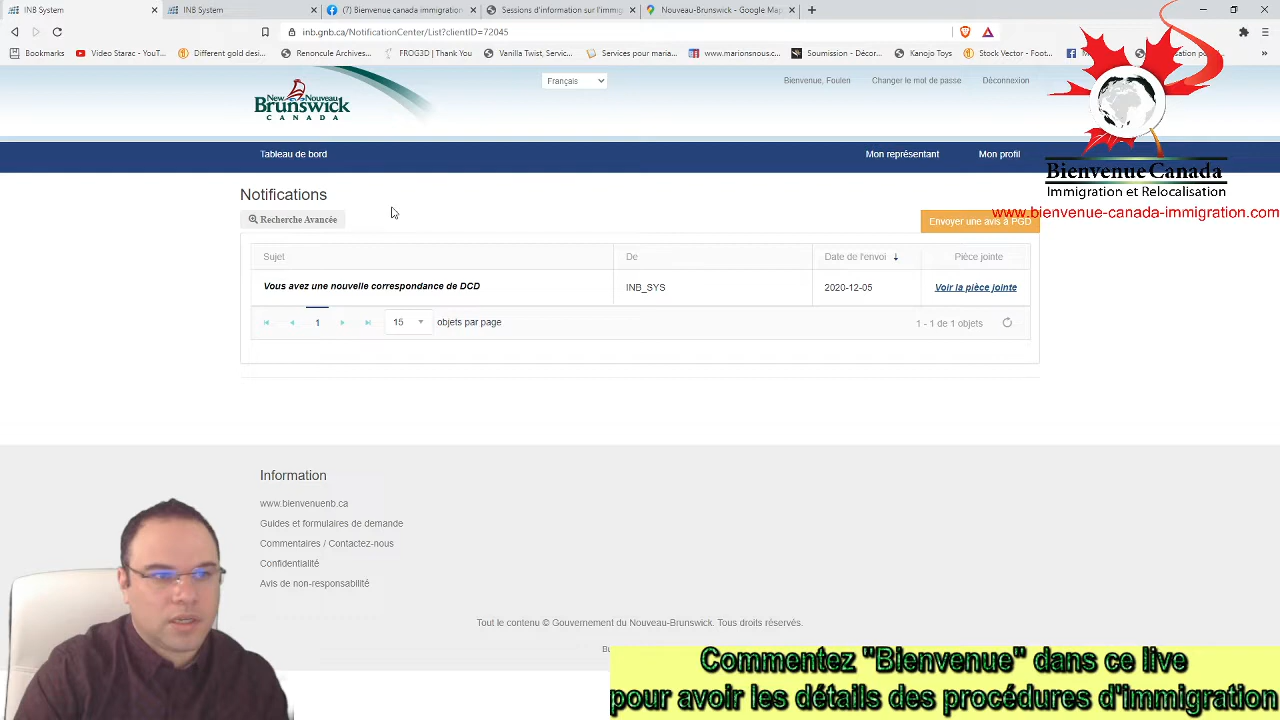 INB System
INB System
(?) Bienvenue canada immigration
Sessions d'information sur l'immi
Nouveau-Brunswick - Google Map
inb.gnb.ca/NotificationCenter/List?clientID=72045
Bookmarks
Video Starac - YouT...
Different gold desi...
Renoncule Archives...
FROG3D | Thank You
Vanilla Twist, Servic...
Services pour maria...
www.marionsnous....
Soumission - Décor...
Kanojo Toys
Stock Vector - Foot...
»
New Nouveau
Brunswick
CANADA
Français
Bienvenue, Foulen
Changer le mot de passe
Déconnexion
Tableau de bord
Mon représentant
Mon profil
Bienvenue Canada
Immigration et Relocalisation
www.bienvenue-canada-immigration.com
Notifications
Recherche Avancée
Envoyer une avis à PGD
Sujet
De
Date de l'envoi
Pièce jointe
Vous avez une nouvelle correspondance de DCD
INB_SYS
2020-12-05
Voir la pièce jointe
1
15
objets par page
1 - 1 de 1 objets
Information
www.bienvenuenb.ca
Guides et formulaires de demande
Commentaires / Contactez-nous
Confidentialité
Avis de non-responsabilité
Tout le contenu © Gouvernement du Nouveau-Brunswick. Tous droits réservés.
Commentez "Bienvenue" dans ce live
pour avoir les détails des procédures d'immigration